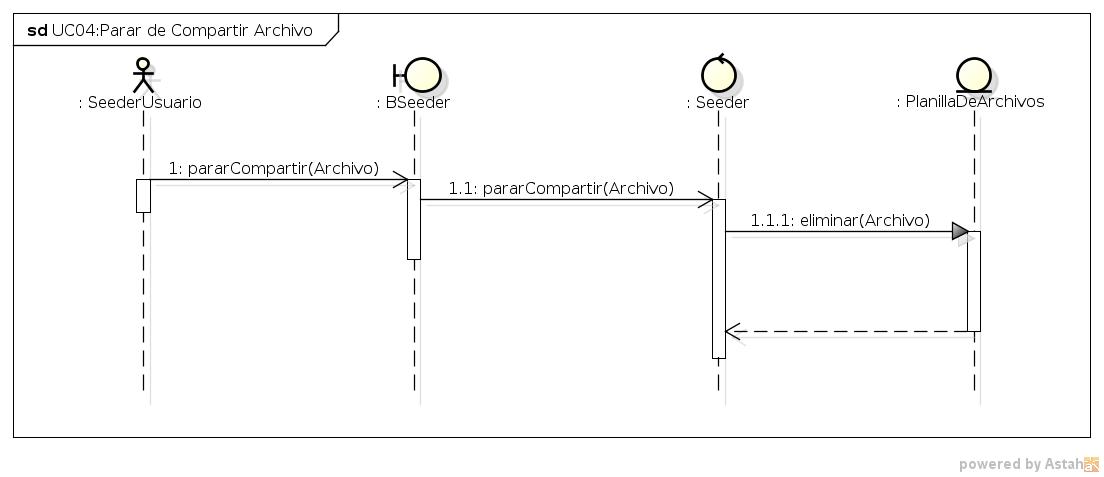 sd UC04:Parar de Compartir Archivo
: SeederUsuario
: BSeeder
: Seeder
: PlanillaDeArchivos
1: pararCompartir(Archivo)
1.1: pararCompartir(Archivo)
1.1.1: eliminar(Archivo)
powered by Astah